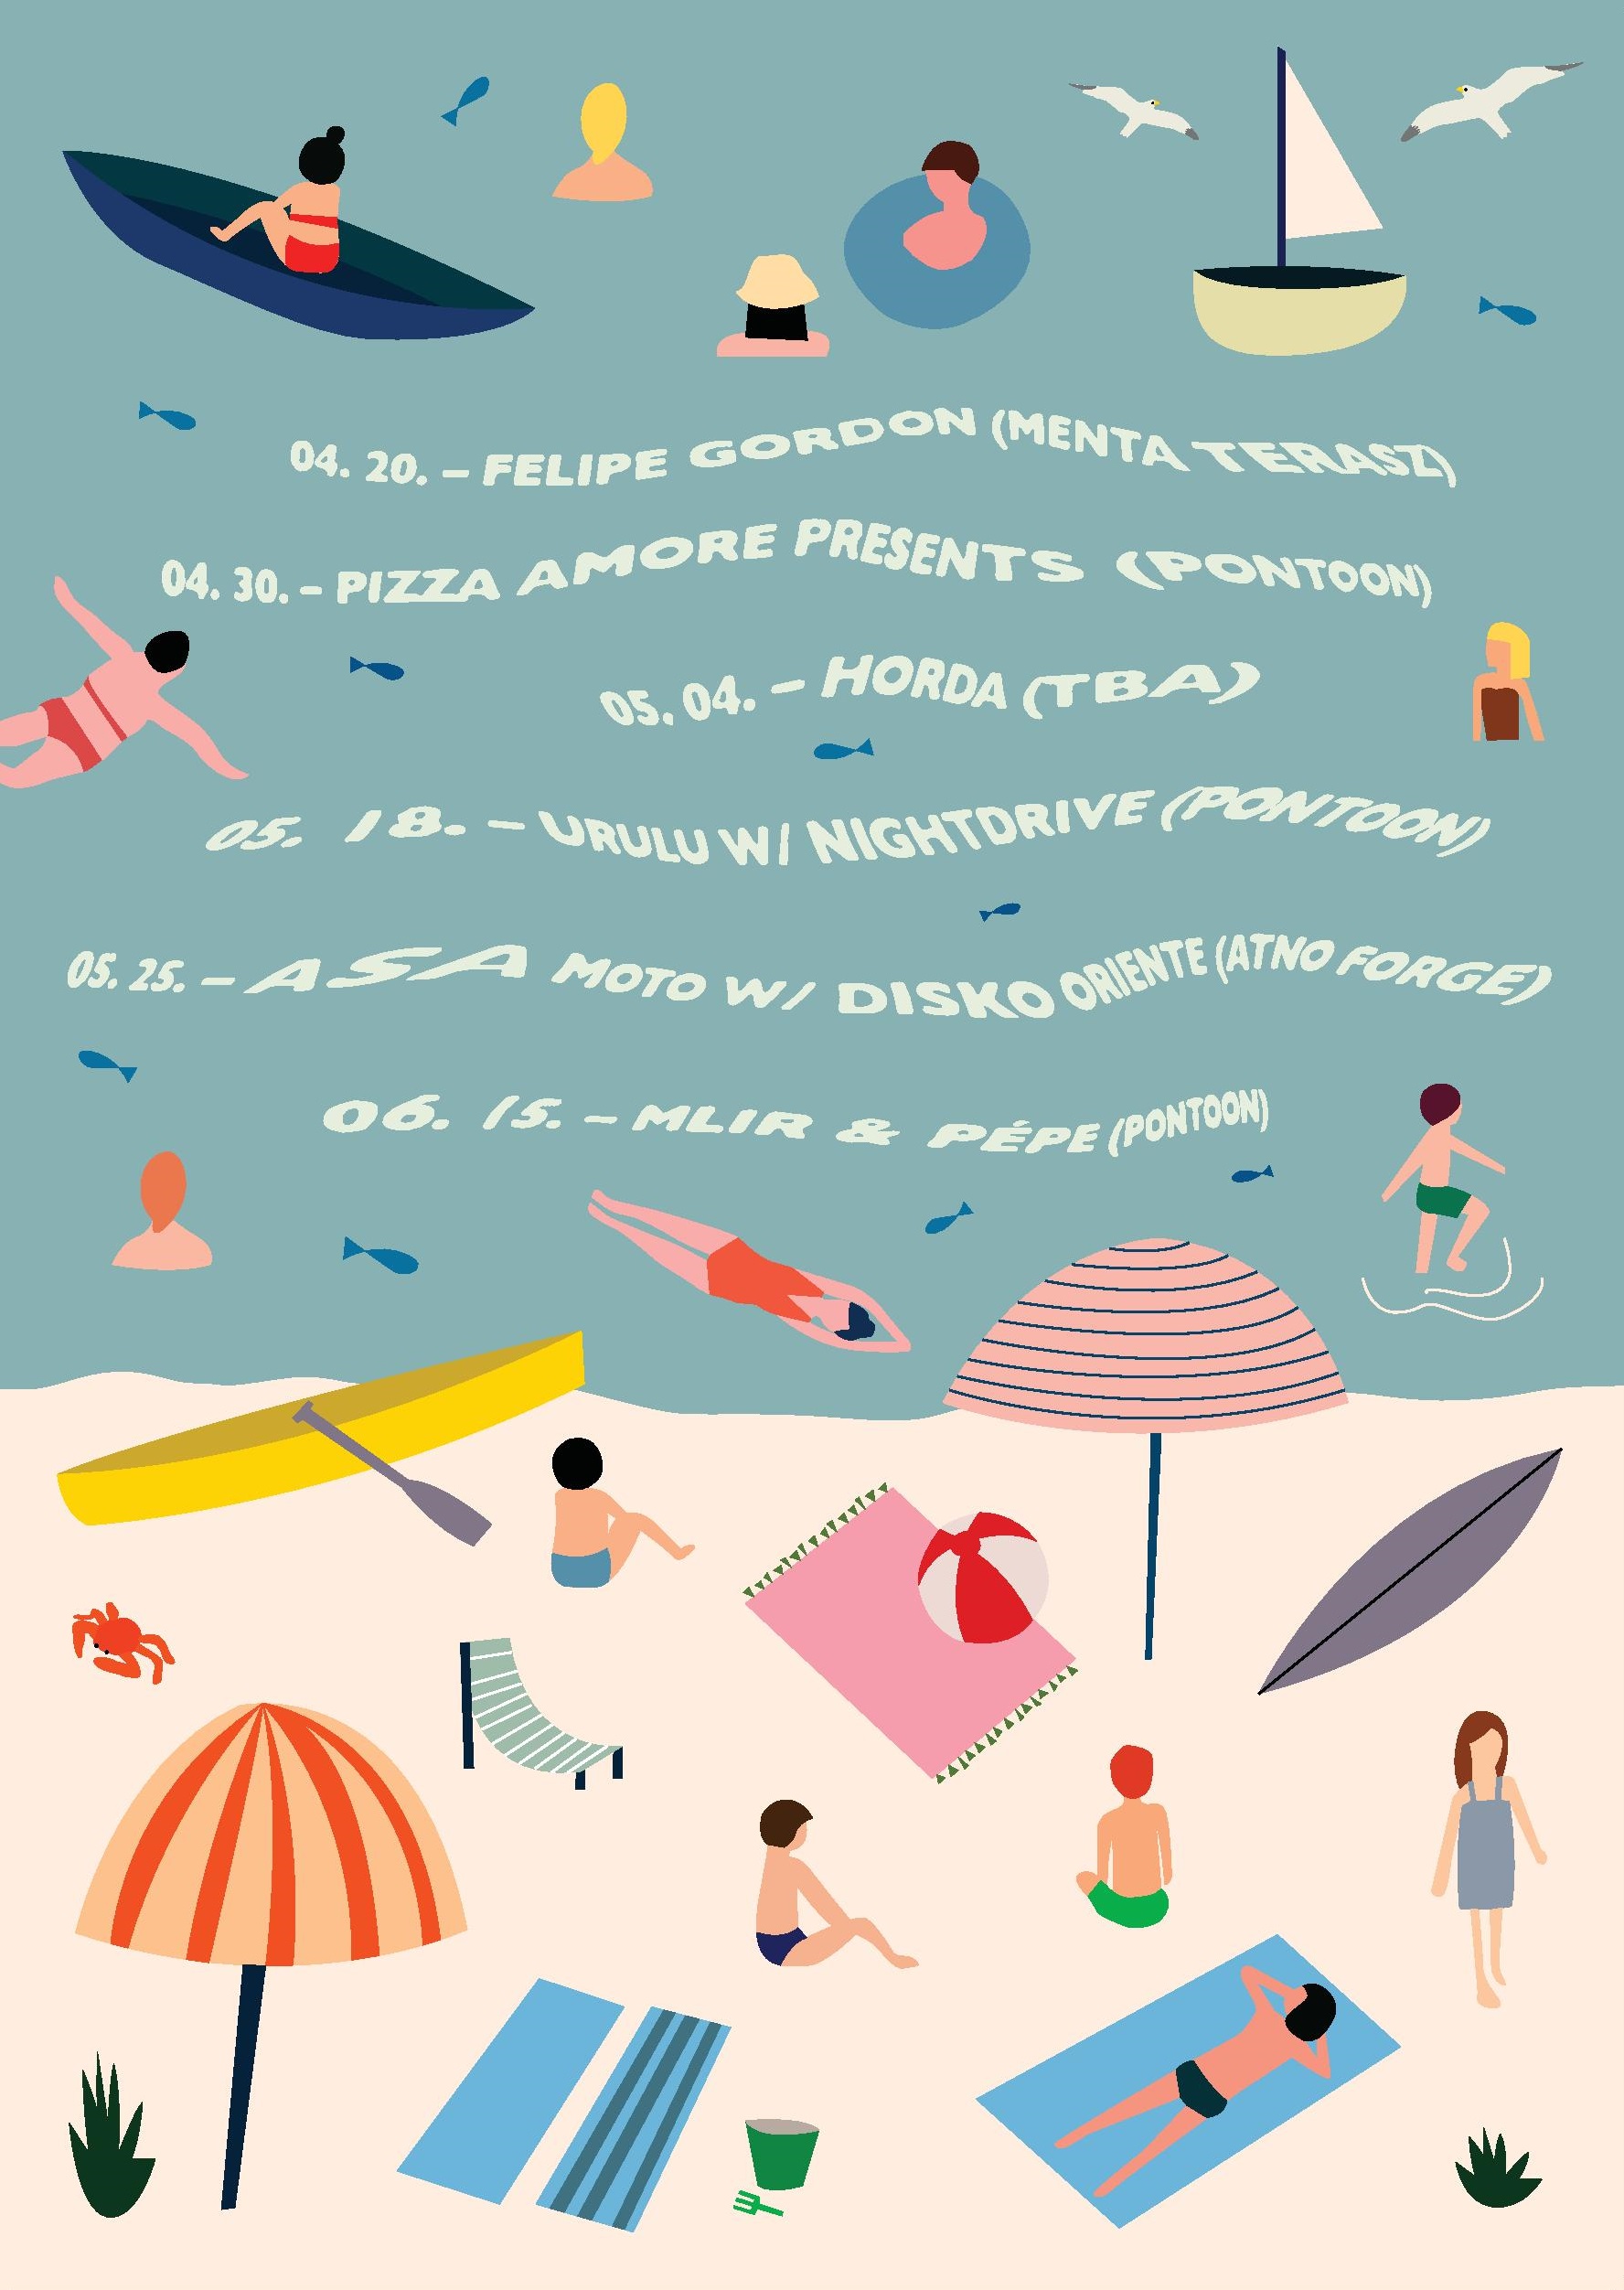 04. 20. – FELIPE GORDON (MENTA TERASZ)
04. 30. – PIZZA AMORE PRESENTS (PONTOON)
05. 04. – HORDA (TBA)
05. 18. – URULU W/ NIGHTDRIVE (PONTOON)
05. 25. – ASA MOTO W/ DISKO ORIENTE (ATNO FORGE)
06. 15. – MLIR & PÉPE (PONTOON)